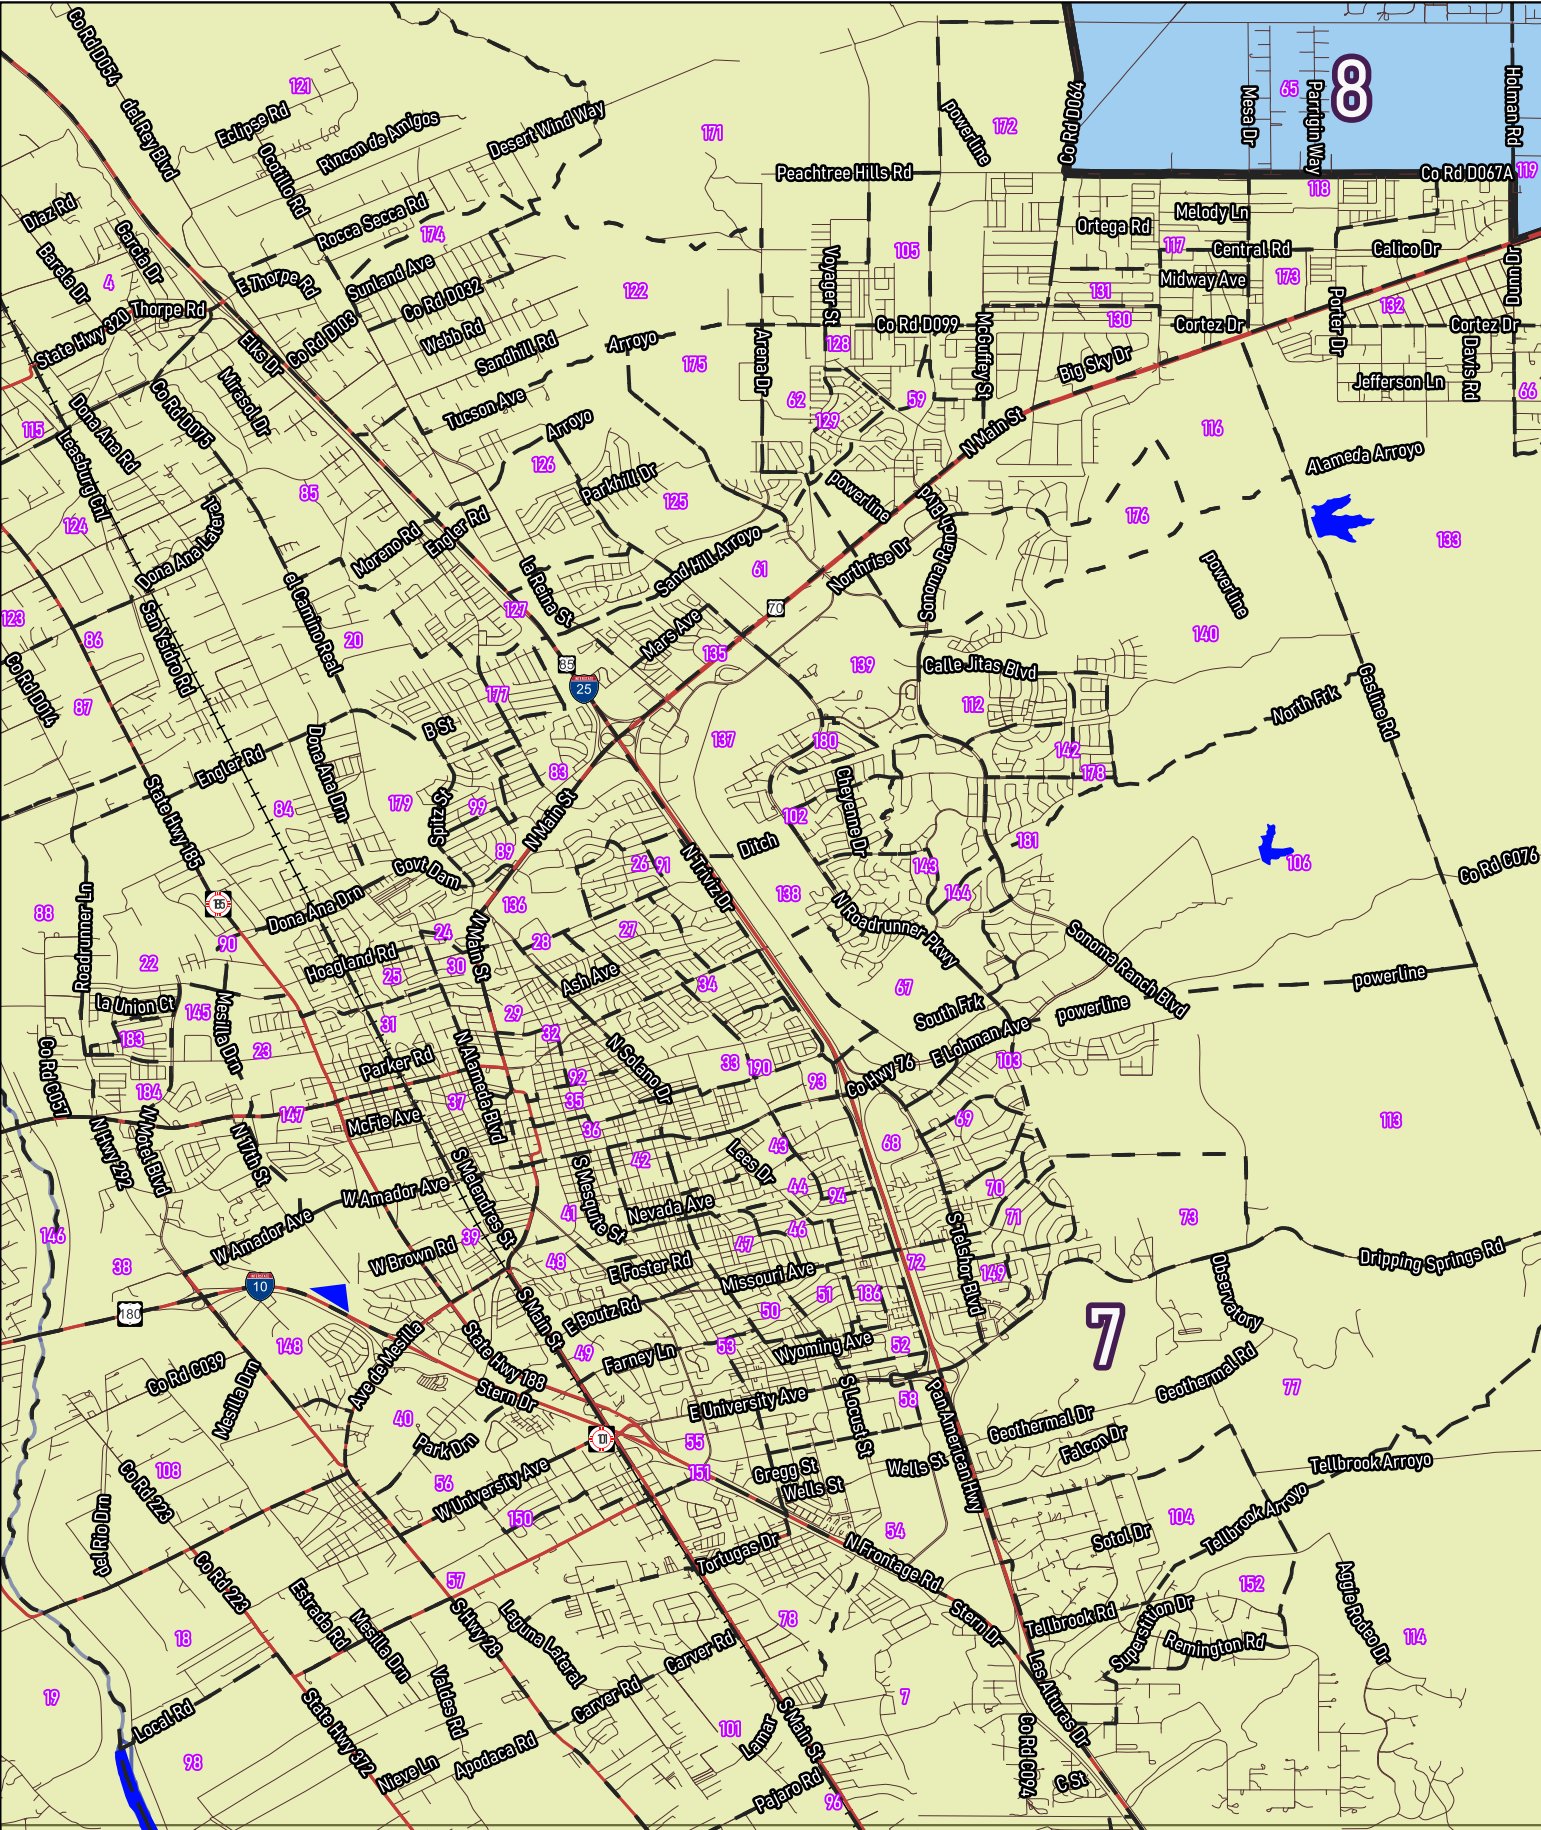 Co Rd D054
8
65
Mesa Dr
Parridin Way
Holman Rd
121
Eclipse Rd
del Rey Blvd
Rincon de Amigos
Desert Wind Way
171
172
powerline
Co Rd D064
Peachtree Hills Rd
Co Rd D067A
119
118
Ocotillo Rd
Diaz Rd
Garcia Dr
Rocca Secca Rd
174
105
Ortega Rd
Melody Ln
117
Central Rd
Calico Dr
Barela Dr
4
E Thorpe Rd
Sunland Ave
Co Rd D032
122
Voyager St
131
Midway Ave
173
Thorpe Rd
State Hwy 320
Elks Dr
Co Rd D103
Webb Rd
Sandhill Rd
Arroyo
175
Co Rd D099
128
McGuffey St
130
Cortez Dr
Porter Dr
132
Cortez Dr
Dunn Dr
Arena Dr
62
129
59
Big Sky Dr
Jefferson Ln
Davis Rd
66
Co Rd D075
Mirasol Dr
Dona Ana Rd
Tucson Ave
Arroyo
N Main St
116
115
Leasburg Cnl
126
Parkhill Dr
125
powerline
Alameda Arroyo
85
124
Dona Ana Lateral
Moreno Rd
Engler Rd
la Reina St
Sand Hill Arroyo
61
Northrise Dr
Sonoma Ranch Blvd
176
133
powerline
123
86
San Ysidro Rd
el Camino Real
20
127
70
Mars Ave
135
85
25
139
Calle Jitas Blvd
112
140
Co Rd D014
87
177
B St
137
180
142
178
North Frk
Gasline Rd
Engler Rd
Dona Ana Drn
State Hwy 185
84
179
Spitz St
99
83
N Main St
102
Cheyenne Dr
181
106
Co Rd C076
89
Govt Dam
26
91
N Triviz Dr
Ditch
138
143
144
88
185
Dona Ana Drn
136
90
24
28
27
N Roadrunner Pkwy
Roadrunner Ln
22
Hoagland Rd
25
30
N Main St
Ash Ave
34
67
Sonoma Ranch Blvd
powerline
la Union Ct
145
Mesilla Drn
31
29
32
South Frk
powerline
183
23
Co Rd C057
Parker Rd
N Alameda Blvd
N Solano Dr
33
190
93
Co Hwy 76
E Lohman Ave
103
184
147
McFie Ave
37
92
35
36
69
113
N Hwy 292
N Motel Blvd
N 17th St
42
Lees Dr
43
68
S Melendres St
W Amador Ave
S Mesquite St
44
94
70
W Amador Ave
41
Nevada Ave
46
71
73
146
38
39
W Brown Rd
48
47
72
S Telshor Blvd
149
Dripping Springs Rd
E Foster Rd
Missouri Ave
Observatory
10
180
S Main St
E Boutz Rd
50
51
186
7
148
Ave de Mesilla
State Hwy 188
49
Farney Ln
53
Wyoming Ave
52
Co Rd C039
Mesilla Drn
Stern Dr
E University Ave
S Locust St
58
Pan American Hwy
Geothermal Rd
77
40
Park Drn
101
55
Geothermal Dr
Falcon Dr
Tellbrook Arroyo
108
Co Rd 223
56
W University Ave
151
Gregg St
Wells St
Wells St
del Rio Drn
150
54
104
Sotol Dr
Tellbrook Arroyo
Co Rd 223
57
Tortugas Dr
N Frontage Rd
152
Aggie Rodeo Dr
Estrada Rd
Mesilla Drn
S Hwy 28
Laguna Lateral
78
Stern Dr
Tellbrook Rd
Superstition Dr
Remington Rd
114
18
Carver Rd
19
Local Rd
State Hwy 372
Valdes Rd
Carver Rd
7
Las Alturas Dr
98
101
Lamar
S Main St
Co Rd C094
Apodaca Rd
Nieve Ln
Pajaro Rd
96
C St